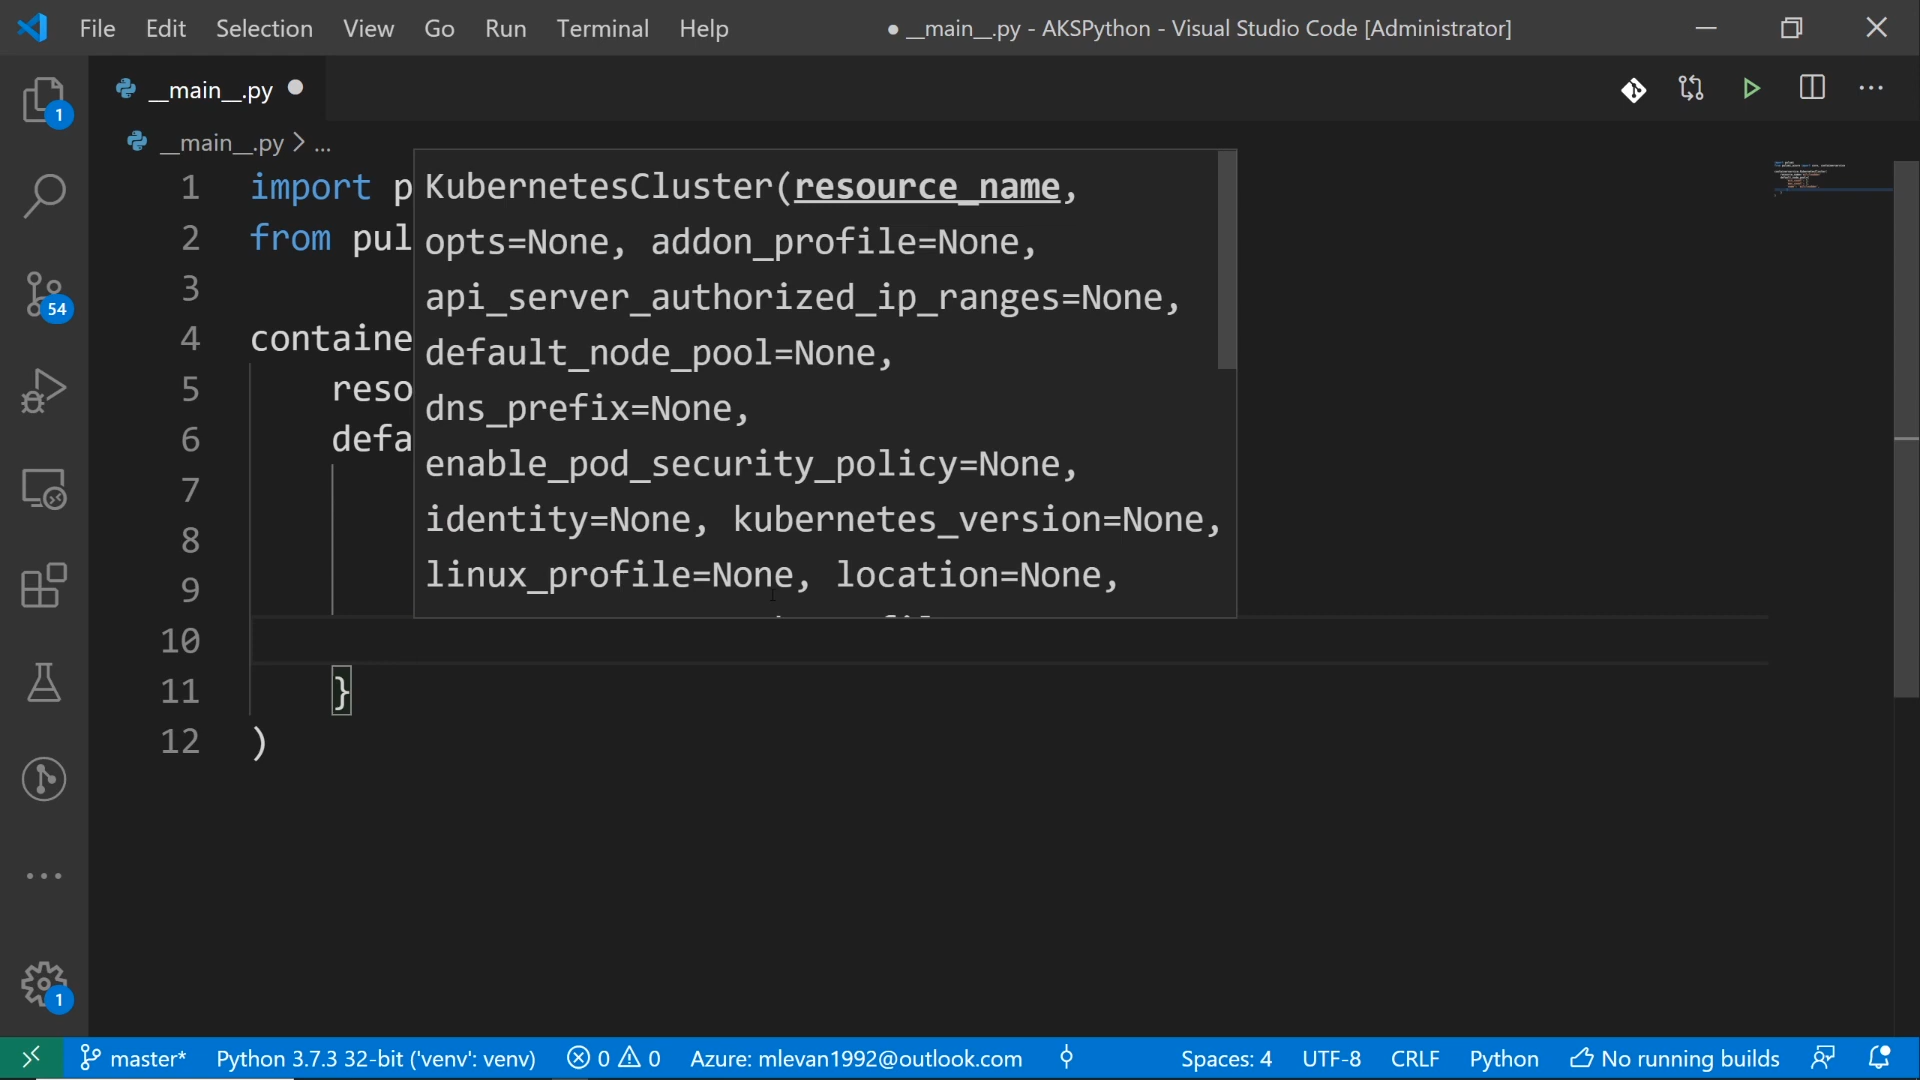 File Edit Selection View Go Run Terminal Help
● __main__.py - AKSPython - Visual Studio Code [Administrator]
__main__.py
__main__.py > ...
1
1 import p
2 from pul
3
4 containe
5 reso
6 defa
7
8
9
10
11 }
12 )
KubernetesCluster(resource_name,
opts=None, addon_profile=None,
api_server_authorized_ip_ranges=None,
default_node_pool=None,
dns_prefix=None,
enable_pod_security_policy=None,
identity=None, kubernetes_version=None,
linux_profile=None, location=None,
54
1
master* Python 3.7.3 32-bit ('venv': venv) 0 0 Azure: mlevan1992@outlook.com Spaces: 4 UTF-8 CRLF Python No running builds